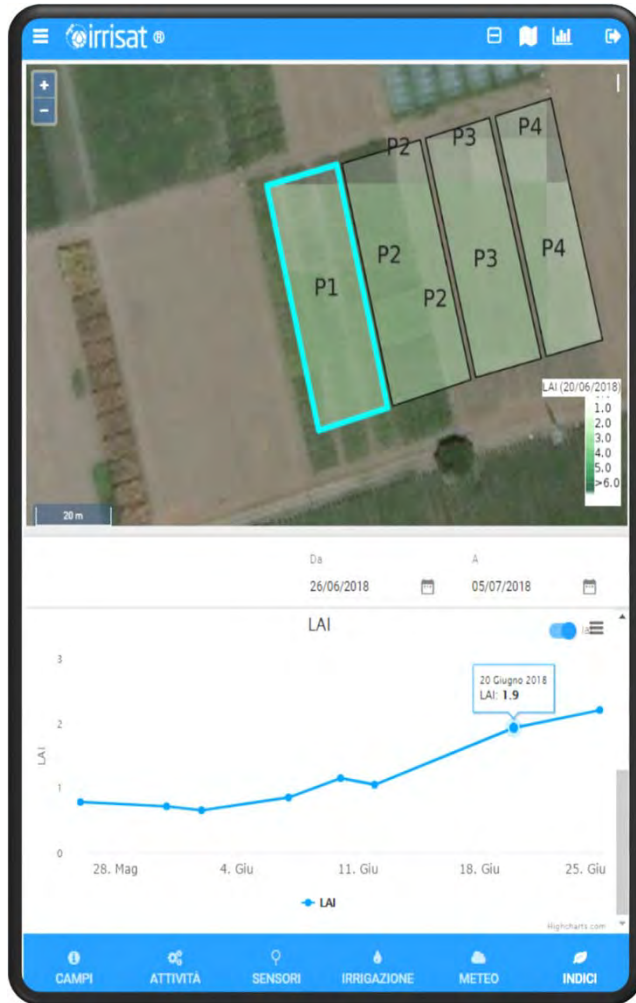 irrisat ®
+
−
P2
P3
P4
P2
P3
P4
P1
P2
LAI (20/06/2018)
1.0
2.0
3.0
4.0
5.0
>6.0
20 m
Da
A
26/06/2018
05/07/2018
LAI
3
20 Giugno 2018
LAI: 1.9
2
LAI
1
0
28. Mag
4. Giu
11. Giu
18. Giu
25. Giu
LAI
Highcharts.com
CAMPI
ATTIVITÀ
SENSORI
IRRIGAZIONE
METEO
INDICI